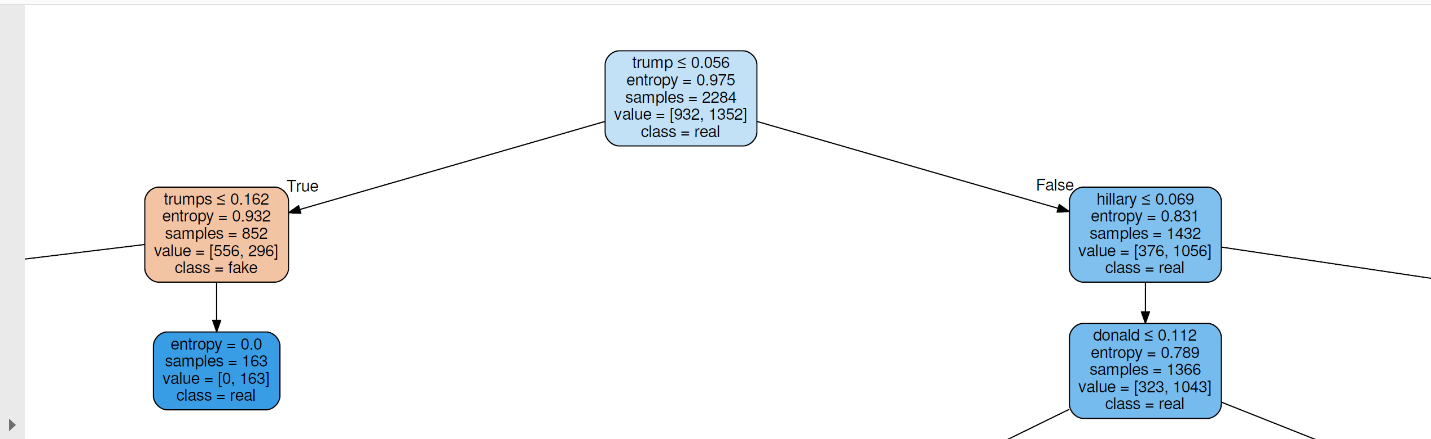 trump ≤ 0.056
entropy = 0.975
samples = 2284
value = [932, 1352]
class = real
True
False
trumps ≤ 0.162
entropy = 0.932
samples = 852
value = [556, 296]
class = fake
hillary ≤ 0.069
entropy = 0.831
samples = 1432
value = [376, 1056]
class = real
entropy = 0.0
samples = 163
value = [0, 163]
class = real
donald ≤ 0.112
entropy = 0.789
samples = 1366
value = [323, 1043]
class = real